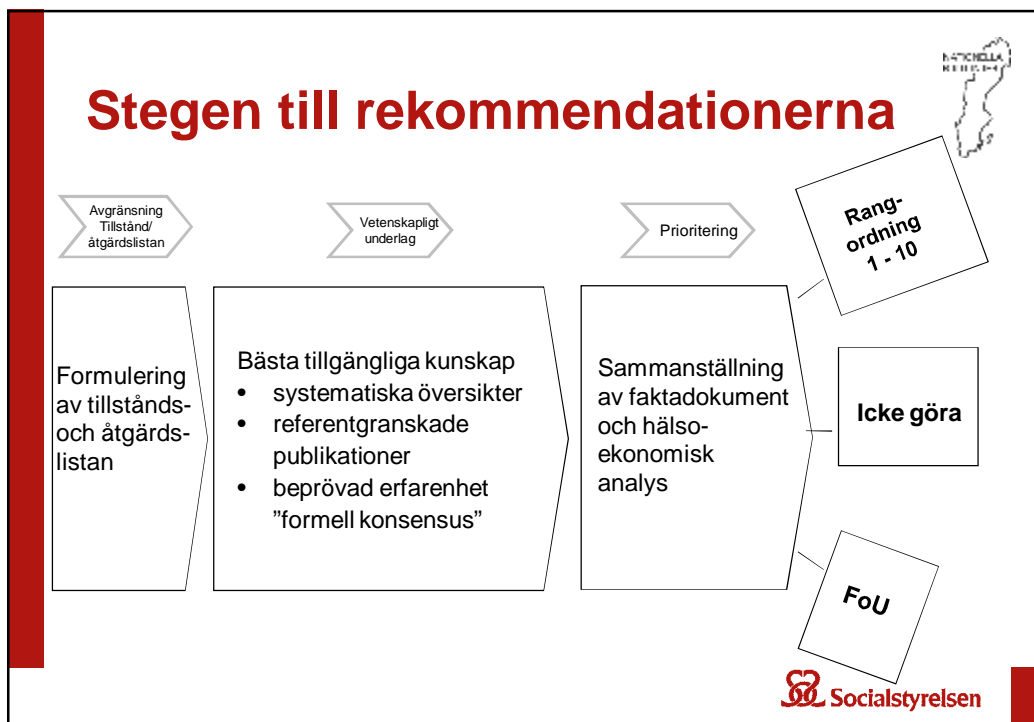 NATIONELLA
RIKTLINJER
Stegen till rekommendationerna
Avgränsning
Tillstånd/
åtgärdslistan
Vetenskapligt
underlag
Prioritering
Formulering
av tillstånds-
och åtgärds-
listan
Bästa tillgängliga kunskap
• systematiska översikter
• referentgranskade
publikationer
• beprövad erfarenhet
”formell konsensus”
Sammanställning
av faktadokument
och hälso-
ekonomisk
analys
Rang-
ordning
1 - 10
Icke göra
FoU
Socialstyrelsen